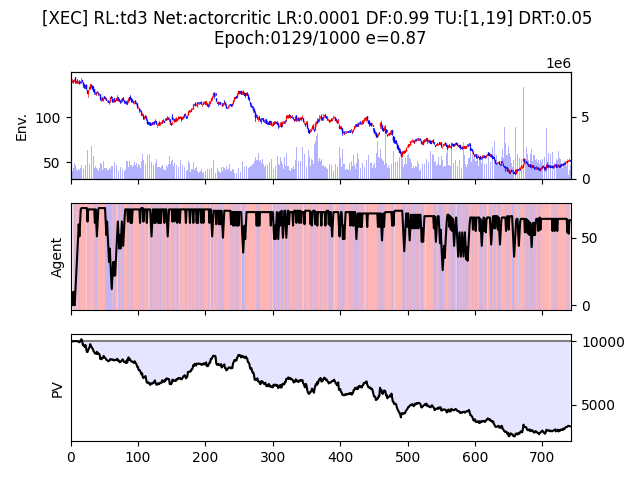 [XEC] RL:td3 Net:actorcritic LR:0.0001 DF:0.99 TU:[1,19] DRT:0.05
Epoch:0129/1000 e=0.87
1e6
Env.
100
50
5
0
Agent
50
0
PV
10000
5000
0 100 200 300 400 500 600 700